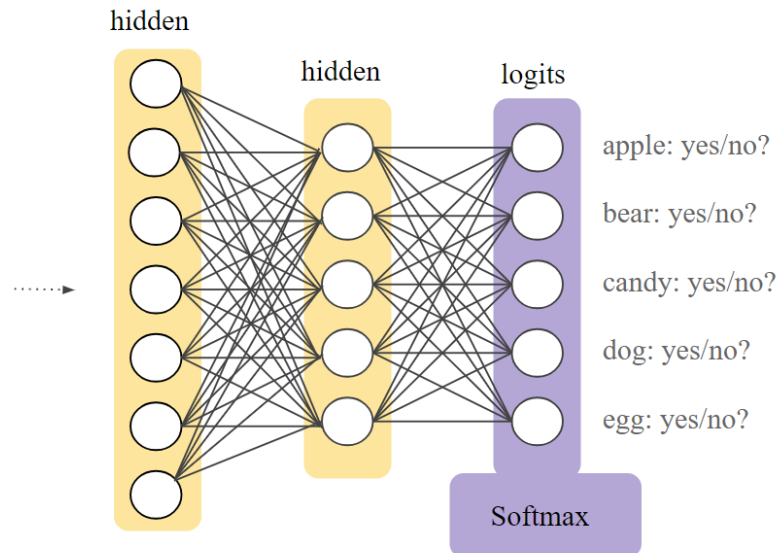 hidden
hidden
logits
apple: yes/no?
bear: yes/no?
candy: yes/no?
dog: yes/no?
egg: yes/no?
Softmax